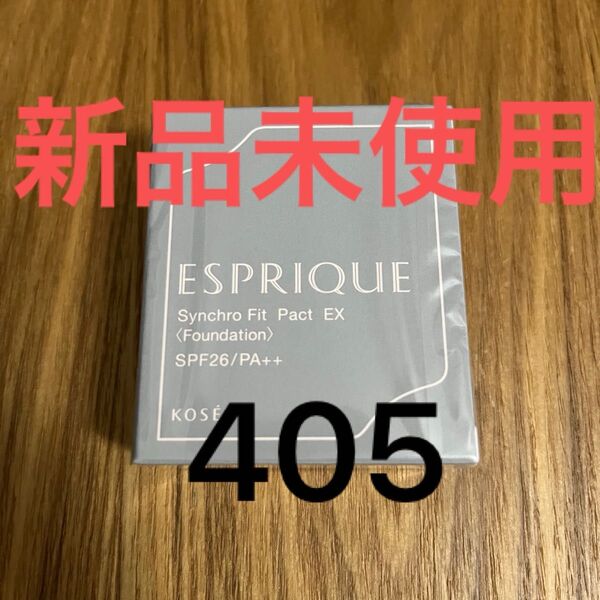 新品未使用
ESPRIQUE
Synchro Fit Pact EX
〈Foundation〉
SPF26/PA++
KOSÉ
405